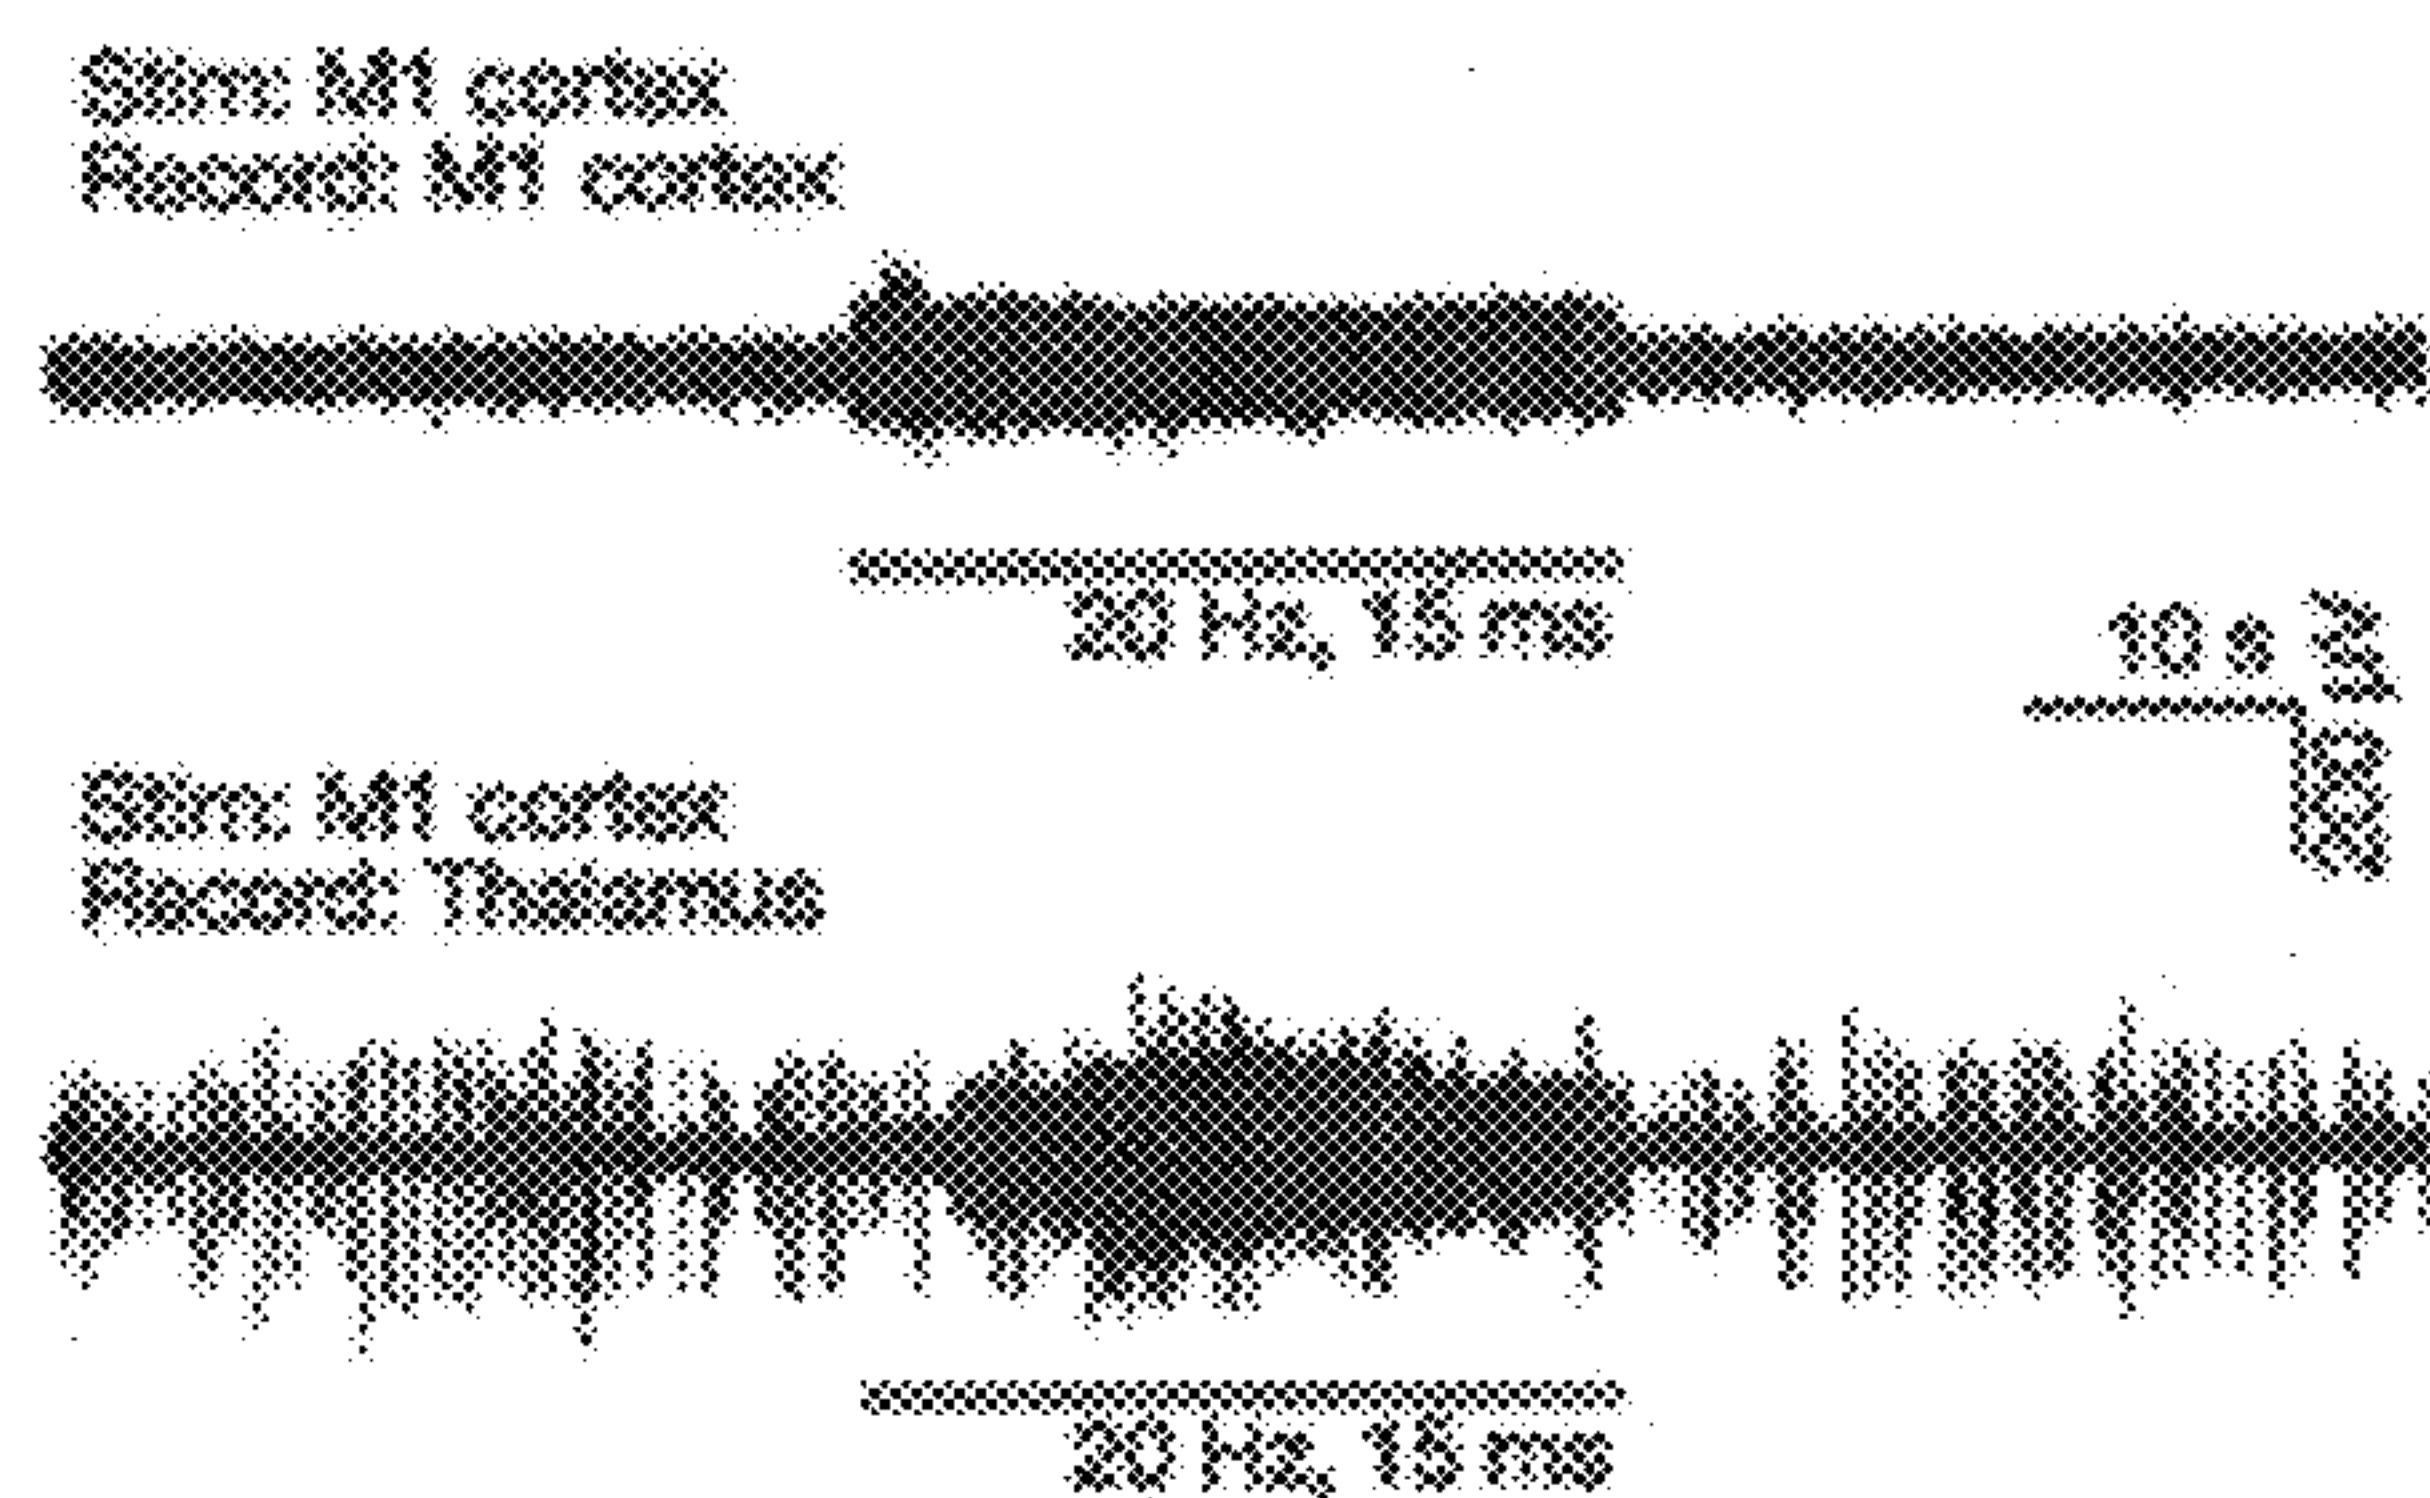 Stim: M1 cortex
Record: M1 cortex
20 Hz, 15 ms
10 s
Stim: M1 cortex
Record: Thalamus
20 Hz, 15 ms